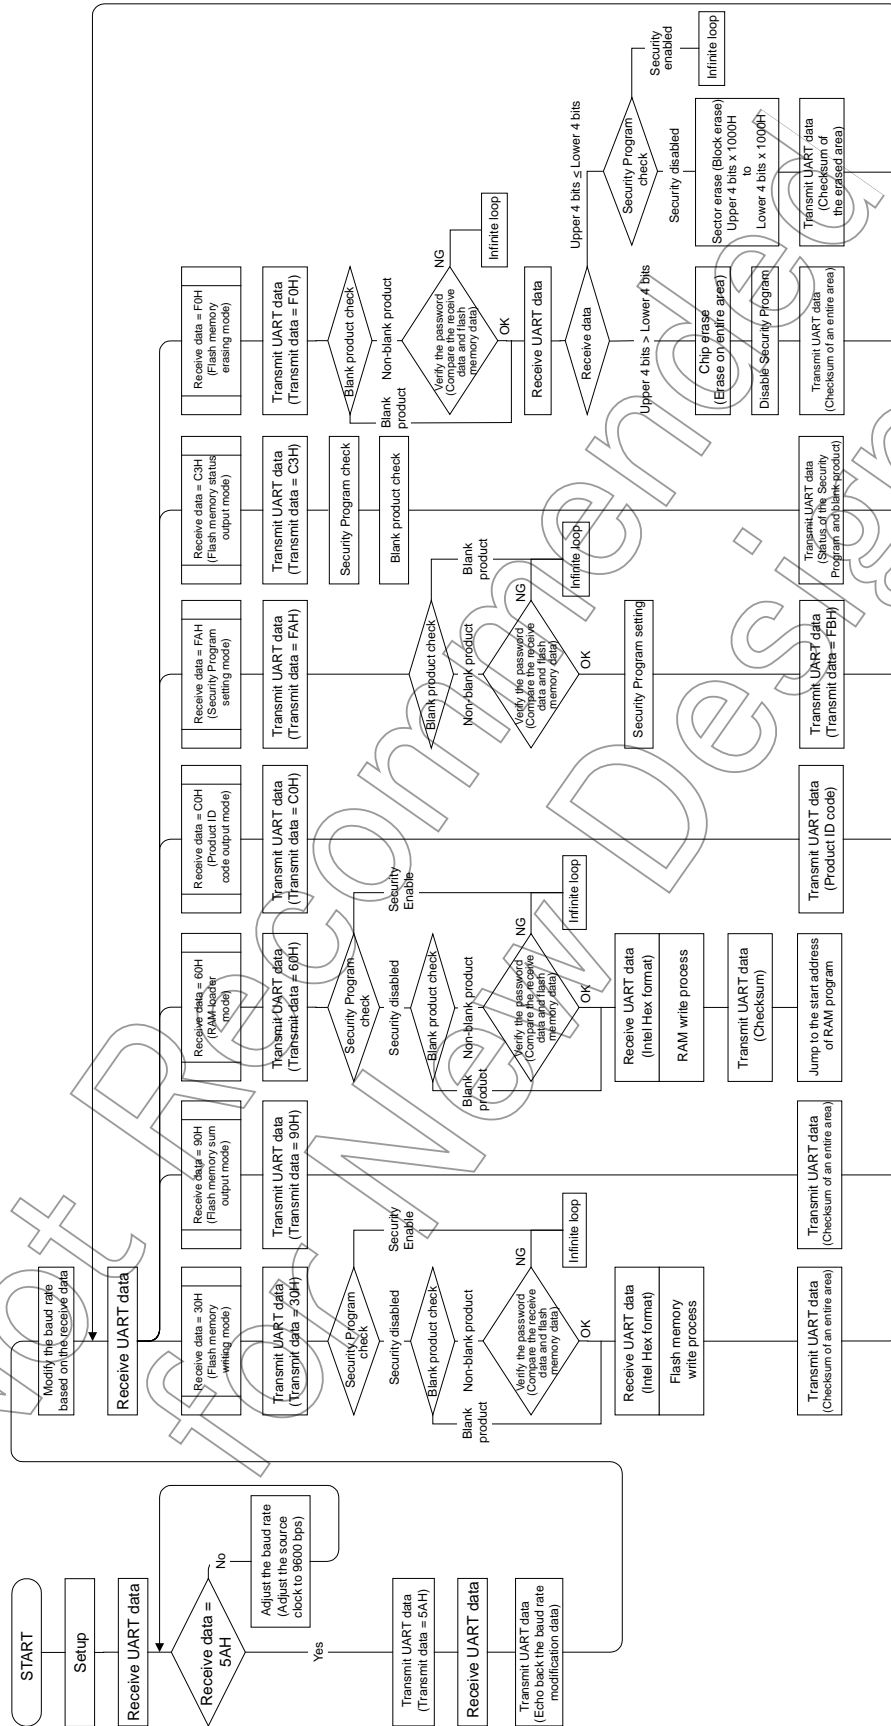 START
Setup
Receive UART data
Receive data =
5AH
No
Adjust the baud rate
(Adjust the source
clock to 9600 bps)
Yes
Transmit UART data
(Transmit data = 5AH)
Receive UART data
Transmit UART data
(Echo back the baud rate
modification data)
Modify the baud rate
based on the receive data
Receive UART data
Receive data = 30H
(Flash memory
writing mode)
Transmit UART data
(Transmit data = 30H)
Security Program
check
Security
Enable
Security disabled
Blank product check
Blank
product
Non-blank product
Verify the password
(Compare the receive
data and flash
memory data)
NG
Infinite loop
OK
Receive UART data
(Intel Hex format)
Flash memory
write process
Transmit UART data
(Checksum of an entire area)
Receive data = 90H
(Flash memory sum
output mode)
Transmit UART data
(Transmit data = 90H)
Transmit UART data
(Checksum of an entire area)
Receive data = 60H
(RAM loader
mode)
Transmit UART data
(Transmit data = 60H)
Security Program
check
Security
Enable
Security disabled
Blank product check
Blank
product
Non-blank product
Verify the password
(Compare the receive
data and flash
memory data)
NG
Infinite loop
OK
Receive UART data
(Intel Hex format)
RAM write process
Transmit UART data
(Checksum)
Jump to the start address
of RAM program
Receive data = C0H
(Product ID
code output mode)
Transmit UART data
(Transmit data = C0H)
Transmit UART data
(Product ID code)
Receive data = FAH
(Security Program
setting mode)
Transmit UART data
(Transmit data = FAH)
Blank product check
Blank
product
Non-blank product
Verify the password
(Compare the receive
data and flash
memory data)
NG
Infinite loop
OK
Security Program setting
Transmit UART data
(Transmit data = FBH)
Receive data = C3H
(Flash memory status
output mode)
Transmit UART data
(Transmit data = C3H)
Security Program check
Blank product check
Transmit UART data
(Status of the Security
Program and blank product)
Receive data = F0H
(Flash memory
erasing mode)
Transmit UART data
(Transmit data = F0H)
Blank product check
Blank
product
Non-blank product
Verify the password
(Compare the receive
data and flash
memory data)
NG
Infinite loop
OK
Receive UART data
Receive data
Upper 4 bits > Lower 4 bits
Chip erase
(Erase on entire area)
Disable Security Program
Transmit UART data
(Checksum of an entire area)
Upper 4 bits ≤ Lower 4 bits
Security Program
check
Security
enabled
Infinite loop
Security disabled
Sector erase (Block erase)
Upper 4 bits x 1000H
to
Lower 4 bits x 1000H
Transmit UART data
(Checksum of
the erased area)
Not Recommended
for New Design